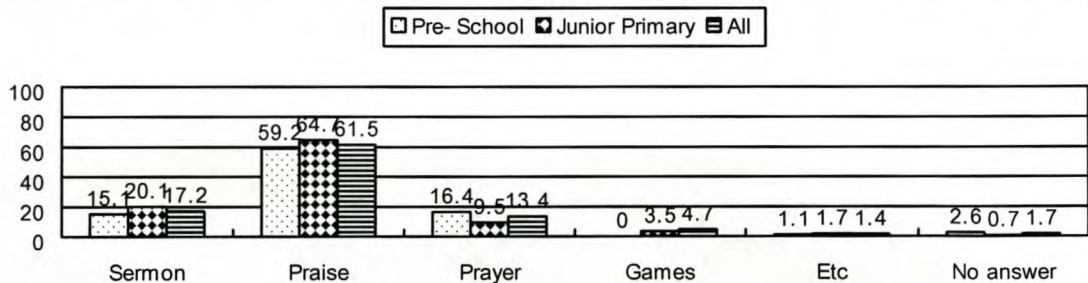 Pre- School Junior Primary All
100
80
60
40
20
0
15.1 20.1 17.2
59.2 64.7 61.5
16.4 9.5 13.4
0 3.5 4.7
1.1 1.7 1.4
2.6 0.7 1.7
Sermon Praise Prayer Games Etc No answer